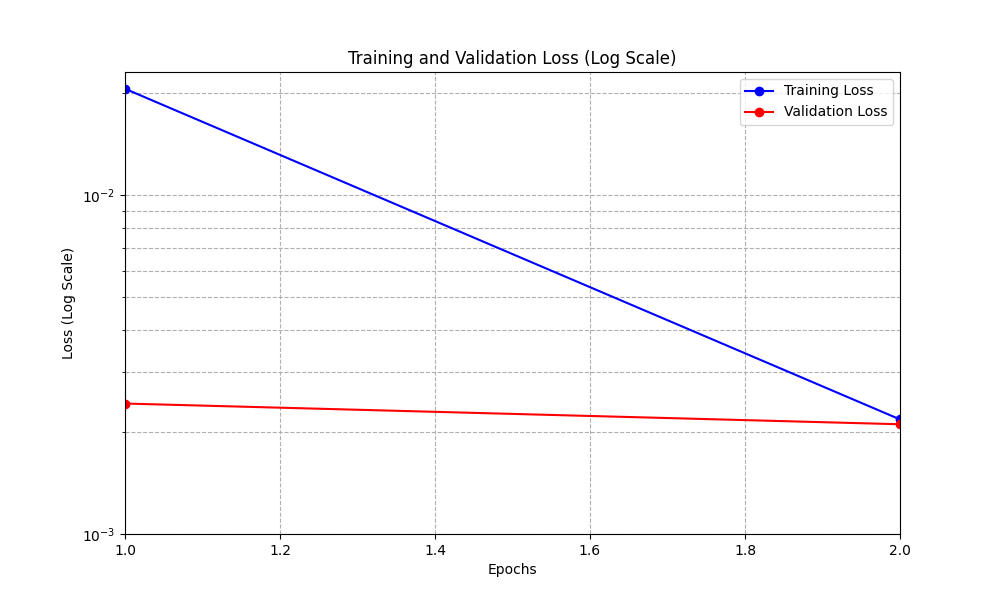 Training and Validation Loss (Log Scale)
Training Loss
Validation Loss
Loss (Log Scale)
10⁻²
10⁻³
1.0 1.2 1.4 1.6 1.8 2.0
Epochs